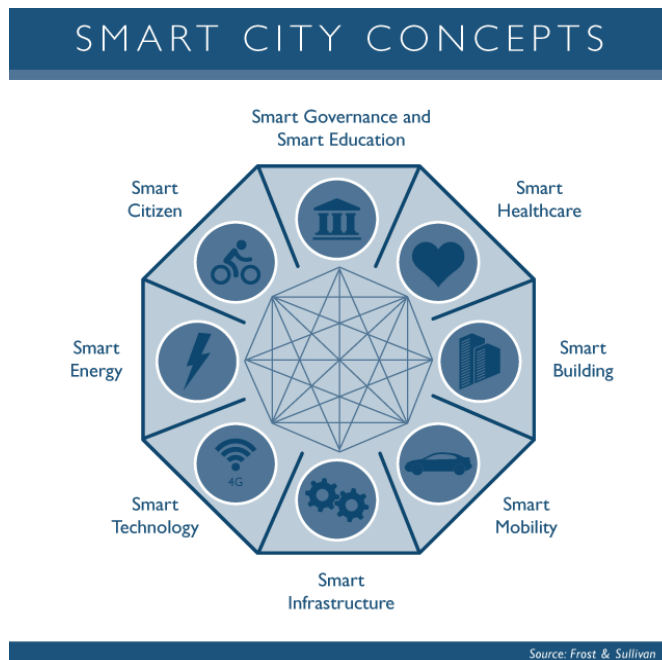 SMART CITY CONCEPTS
Smart Governance and
Smart Education
Smart
Citizen
Smart
Healthcare
Smart
Energy
Smart
Building
4G
Smart
Technology
Smart
Mobility
Smart
Infrastructure
Source: Frost & Sullivan